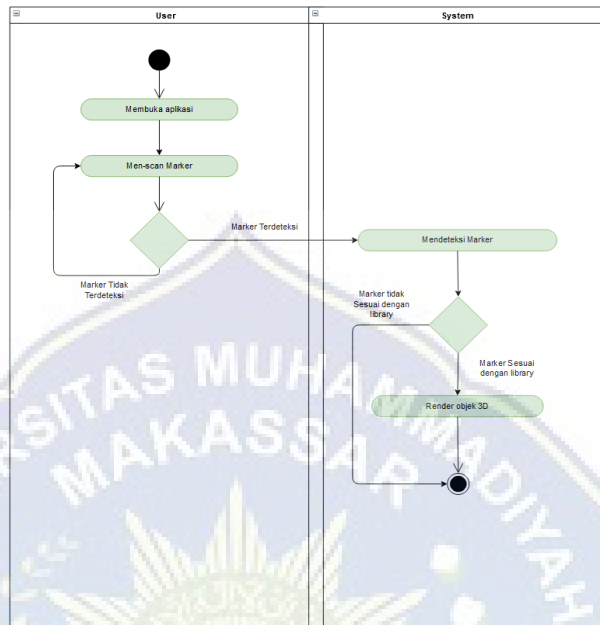 User
System
Membuka aplikasi
Men-scan Marker
Marker Terdeteksi
Mendeteksi Marker
Marker Tidak
Terdeteksi
Marker tidak
Sesuai dengan
library
Marker Sesuai
dengan library
Render objek 3D
RSITAS MUHAMMADIYAH
MAKASSAR